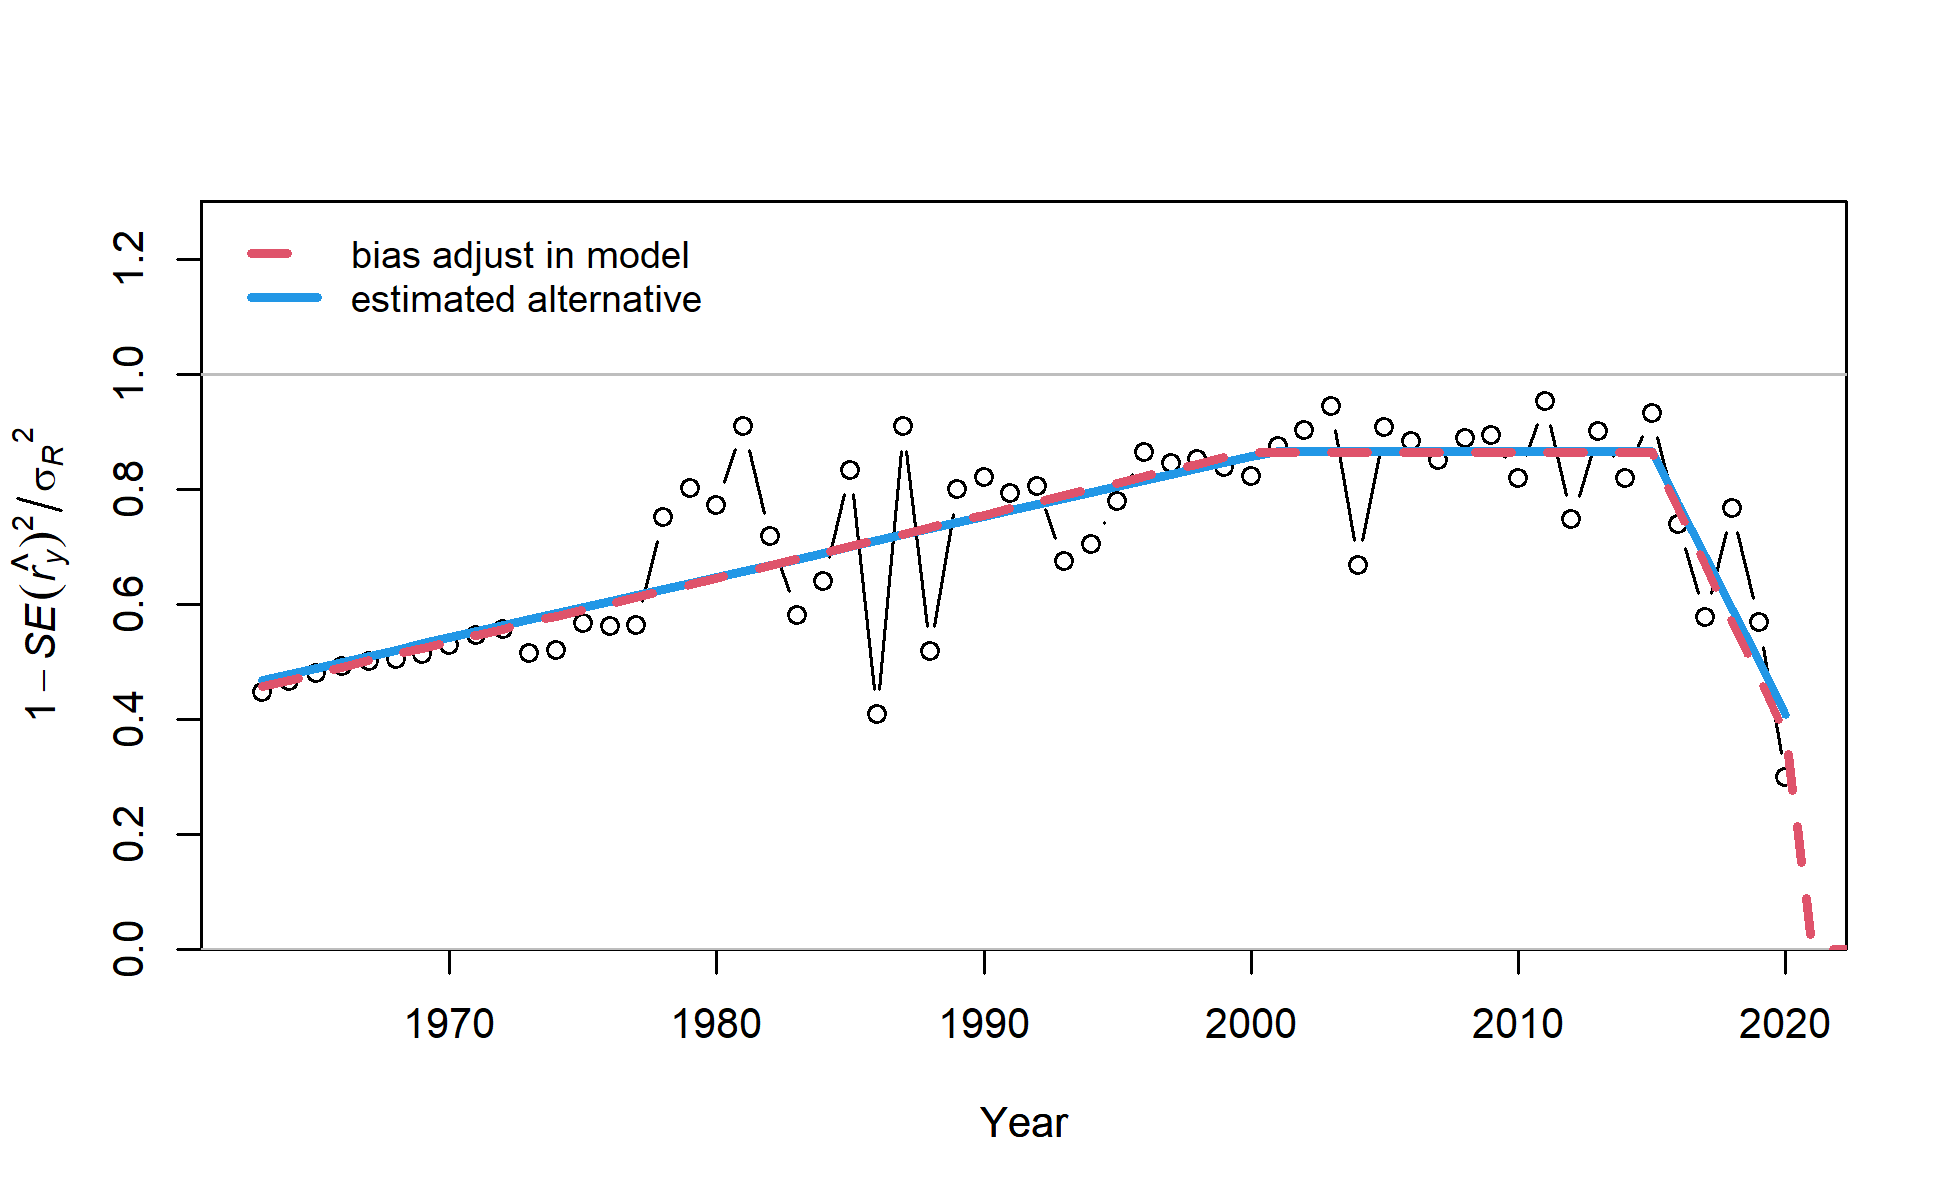 bias adjust in model
estimated alternative
1.2
1.0
0.8
0.6
0.4
0.2
0.0
1 − SE(r̂y)² / σR²
1970 1980 1990 2000 2010 2020
Year